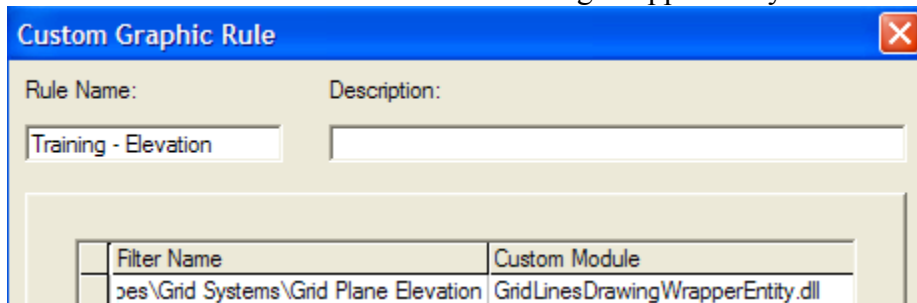 Custom Graphic Rule
Rule Name: Description:
Training - Elevation
Filter Name Custom Module
\Grid Systems\Grid Plane Elevation GridLinesDrawingWrapperEntity.dll